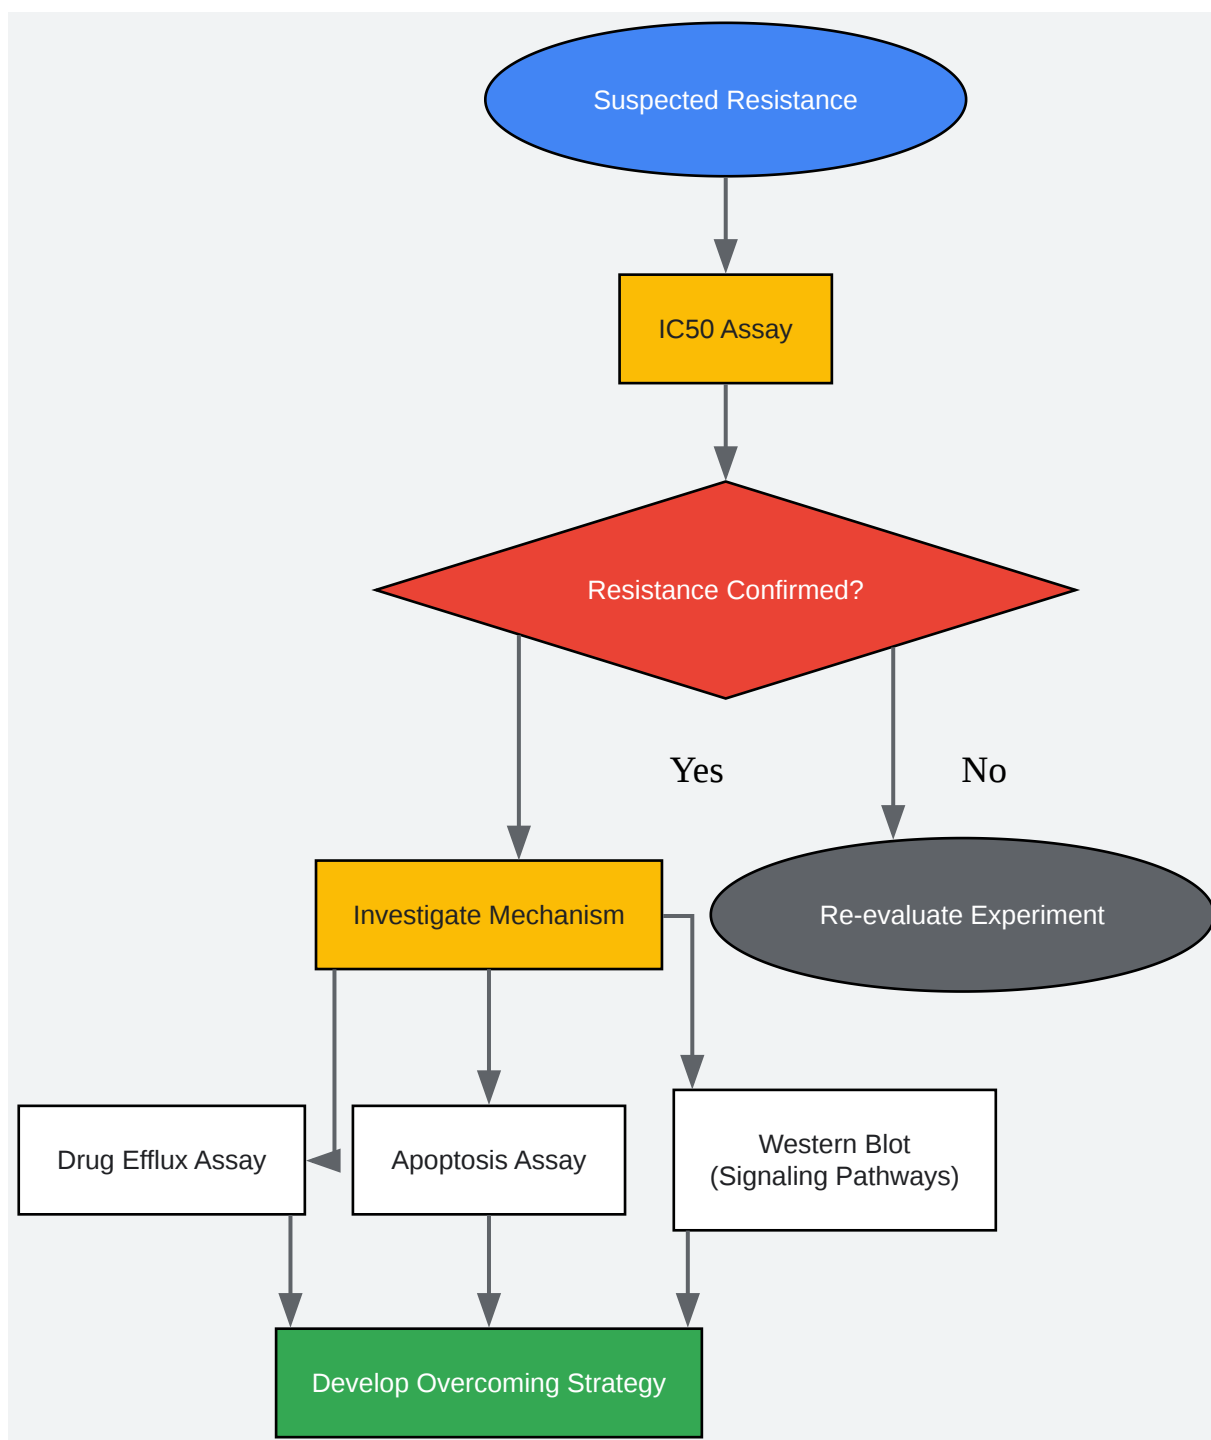 Suspected Resistance
IC50 Assay
Resistance Confirmed?
Yes
No
Investigate Mechanism
Re-evaluate Experiment
Drug Efflux Assay
Apoptosis Assay
Western Blot
(Signaling Pathways)
Develop Overcoming Strategy